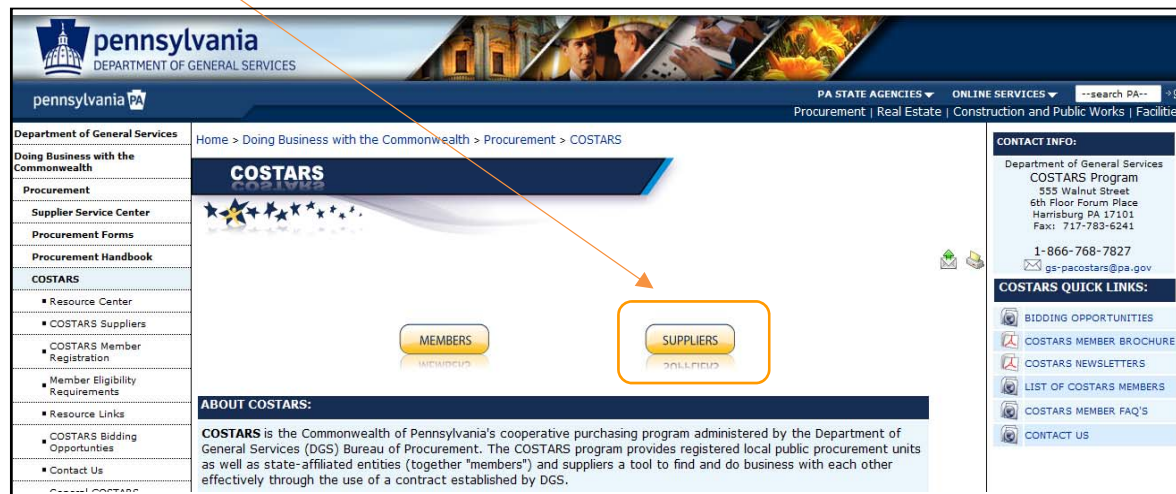 pennsylvania
DEPARTMENT OF GENERAL SERVICES
pennsylvania PA
PA STATE AGENCIES ONLINE SERVICES --search PA--
Procurement | Real Estate | Construction and Public Works | Facilitie
Department of General Services
Doing Business with the
Commonwealth
Procurement
Supplier Service Center
Procurement Forms
Procurement Handbook
COSTARS
Resource Center
COSTARS Suppliers
COSTARS Member
Registration
Member Eligibility
Requirements
Resource Links
COSTARS Bidding
Opportunties
Contact Us
General COSTARS
Home > Doing Business with the Commonwealth > Procurement > COSTARS
COSTARS
MEMBERS
SUPPLIERS
ABOUT COSTARS:
COSTARS is the Commonwealth of Pennsylvania's cooperative purchasing program administered by the Department of
General Services (DGS) Bureau of Procurement. The COSTARS program provides registered local public procurement units
as well as state-affiliated entities (together "members") and suppliers a tool to find and do business with each other
effectively through the use of a contract established by DGS.
CONTACT INFO:
Department of General Services
COSTARS Program
555 Walnut Street
6th Floor Forum Place
Harrisburg PA 17101
Fax: 717-783-6241
1-866-768-7827
gs-pacostars@pa.gov
COSTARS QUICK LINKS:
BIDDING OPPORTUNITIES
COSTARS MEMBER BROCHURE
COSTARS NEWSLETTERS
LIST OF COSTARS MEMBERS
COSTARS MEMBER FAQ'S
CONTACT US